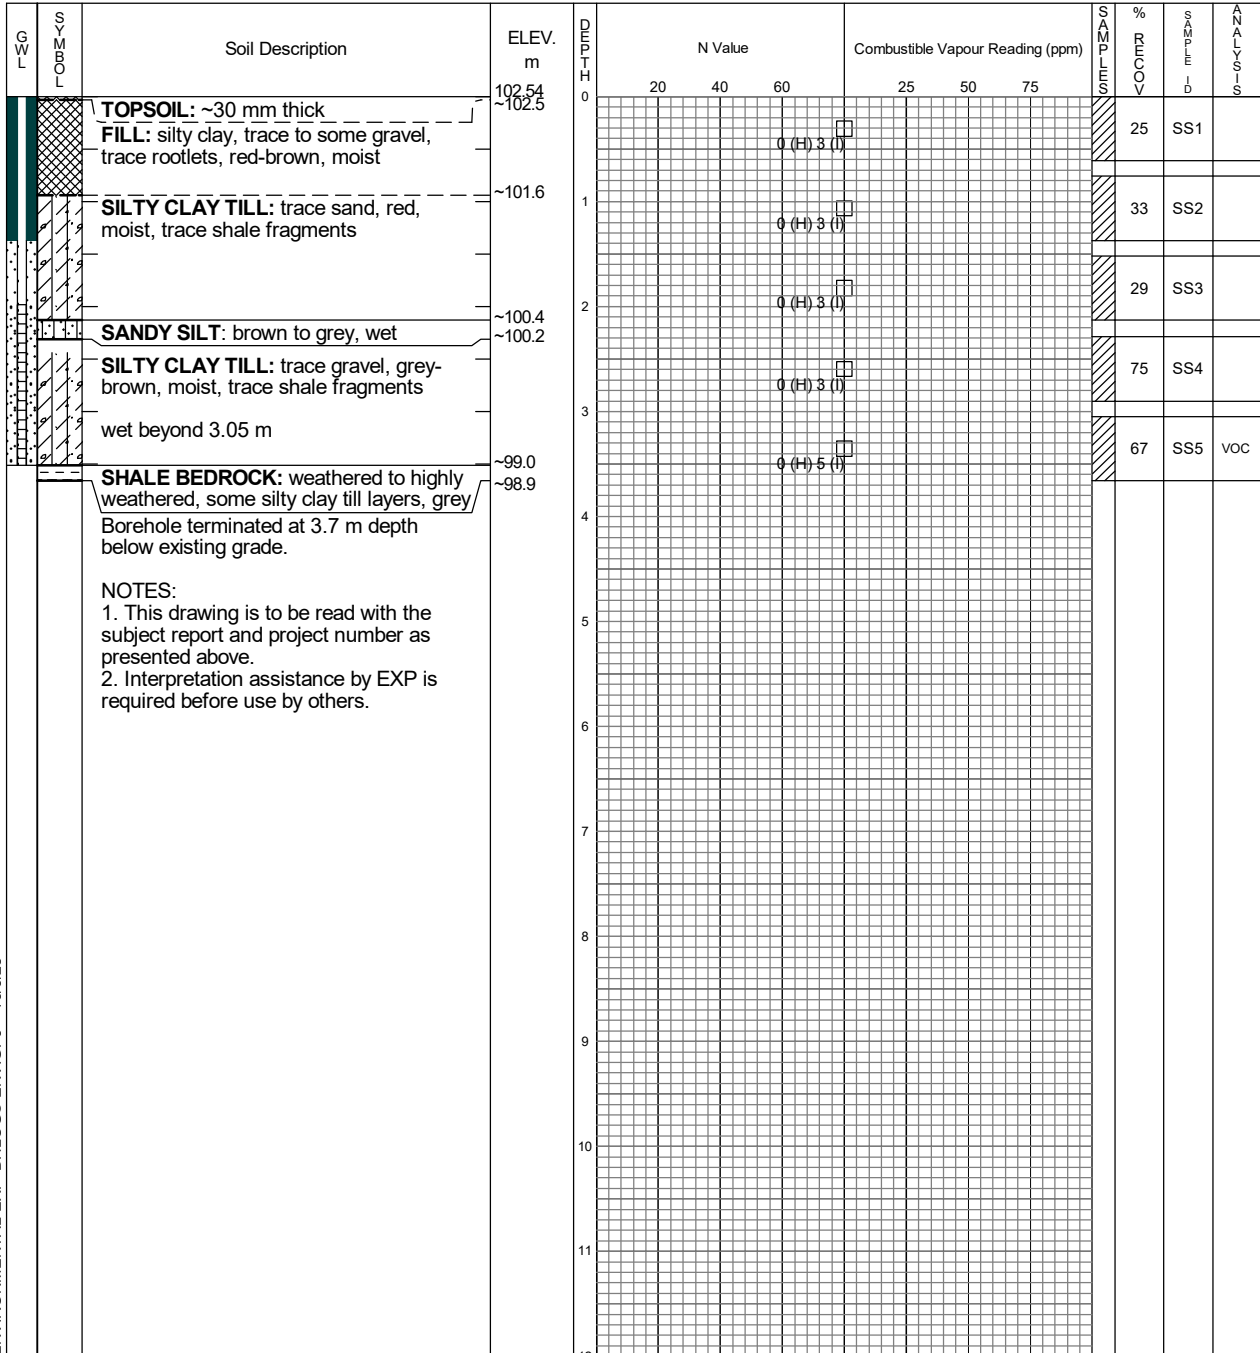 GWL
SYMBOL
Soil Description
ELEV.
m
DEPTH
N Value
Combustible Vapour Reading (ppm)
SAMPLES
% RECOV
SAMPLE ID
ANALYSIS
20 40 60 25 50 75
102.54
0
TOPSOIL: ~30 mm thick
~102.5
FILL: silty clay, trace to some gravel,
trace rootlets, red-brown, moist
0 (H) 3 (I)
25 SS1
~101.6
SILTY CLAY TILL: trace sand, red,
moist, trace shale fragments
1
0 (H) 3 (I)
33 SS2
0 (H) 3 (I)
29 SS3
2
~100.4
SANDY SILT: brown to grey, wet
~100.2
SILTY CLAY TILL: trace gravel, grey-
brown, moist, trace shale fragments
0 (H) 3 (I)
75 SS4
3
wet beyond 3.05 m
0 (H) 5 (I)
67 SS5 VOC
~99.0
SHALE BEDROCK: weathered to highly
weathered, some silty clay till layers, grey
~98.9
4
Borehole terminated at 3.7 m depth
below existing grade.
NOTES:
1. This drawing is to be read with the
subject report and project number as
presented above.
2. Interpretation assistance by EXP is
required before use by others.
5
6
7
8
9
10
11